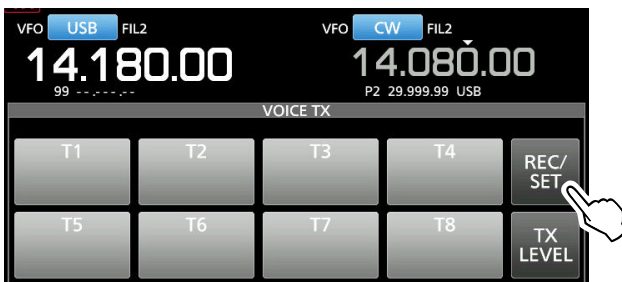 VFO USB FIL2 VFO CW FIL2
14.180.00 14.080.00
99 --.---.-- P2 29.999.99 USB
VOICE TX
T1 T2 T3 T4 REC/
SET
T5 T6 T7 T8 TX
LEVEL